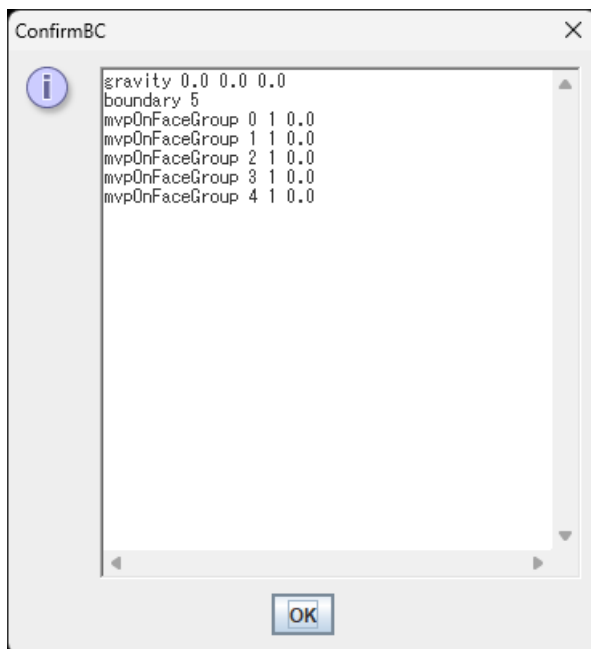 ConfirmBC
gravity 0.0 0.0 0.0
boundary 5
mvpOnFaceGroup 0 1 0.0
mvpOnFaceGroup 1 1 0.0
mvpOnFaceGroup 2 1 0.0
mvpOnFaceGroup 3 1 0.0
mvpOnFaceGroup 4 1 0.0
OK